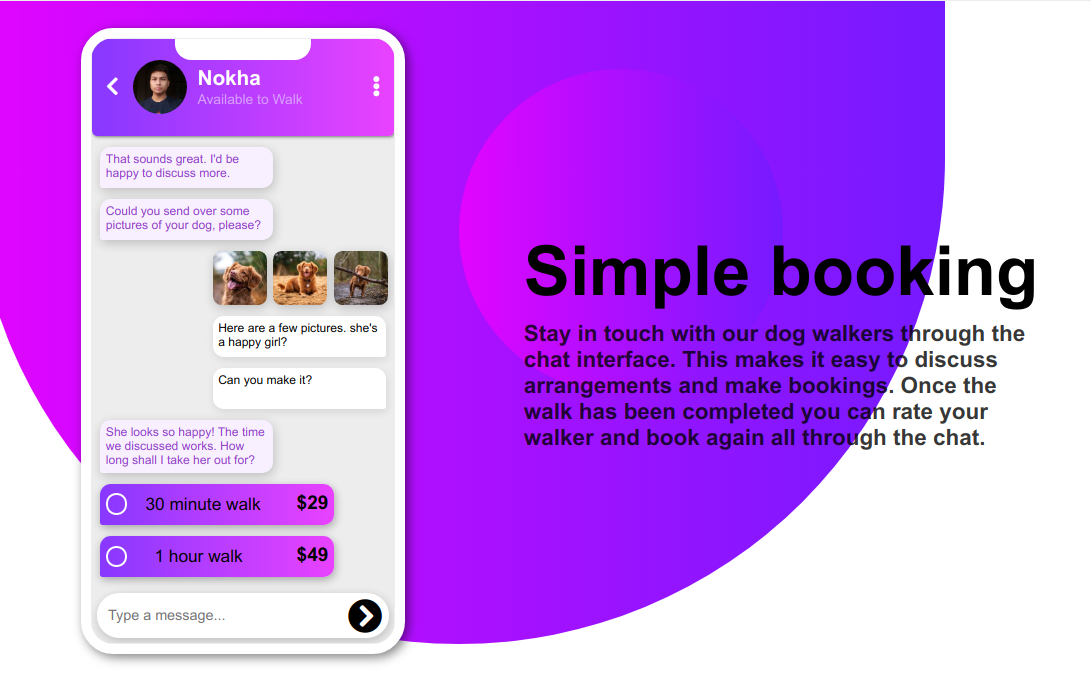 Nokha
Available to Walk
That sounds great. I'd be
happy to discuss more.
Could you send over some
pictures of your dog, please?
Here are a few pictures. she's
a happy girl?
Can you make it?
She looks so happy! The time
we discussed works. How
long shall I take her out for?
30 minute walk $29
1 hour walk $49
Type a message...
Simple booking
Stay in touch with our dog walkers through the
chat interface. This makes it easy to discuss
arrangements and make bookings. Once the
walk has been completed you can rate your
walker and book again all through the chat.